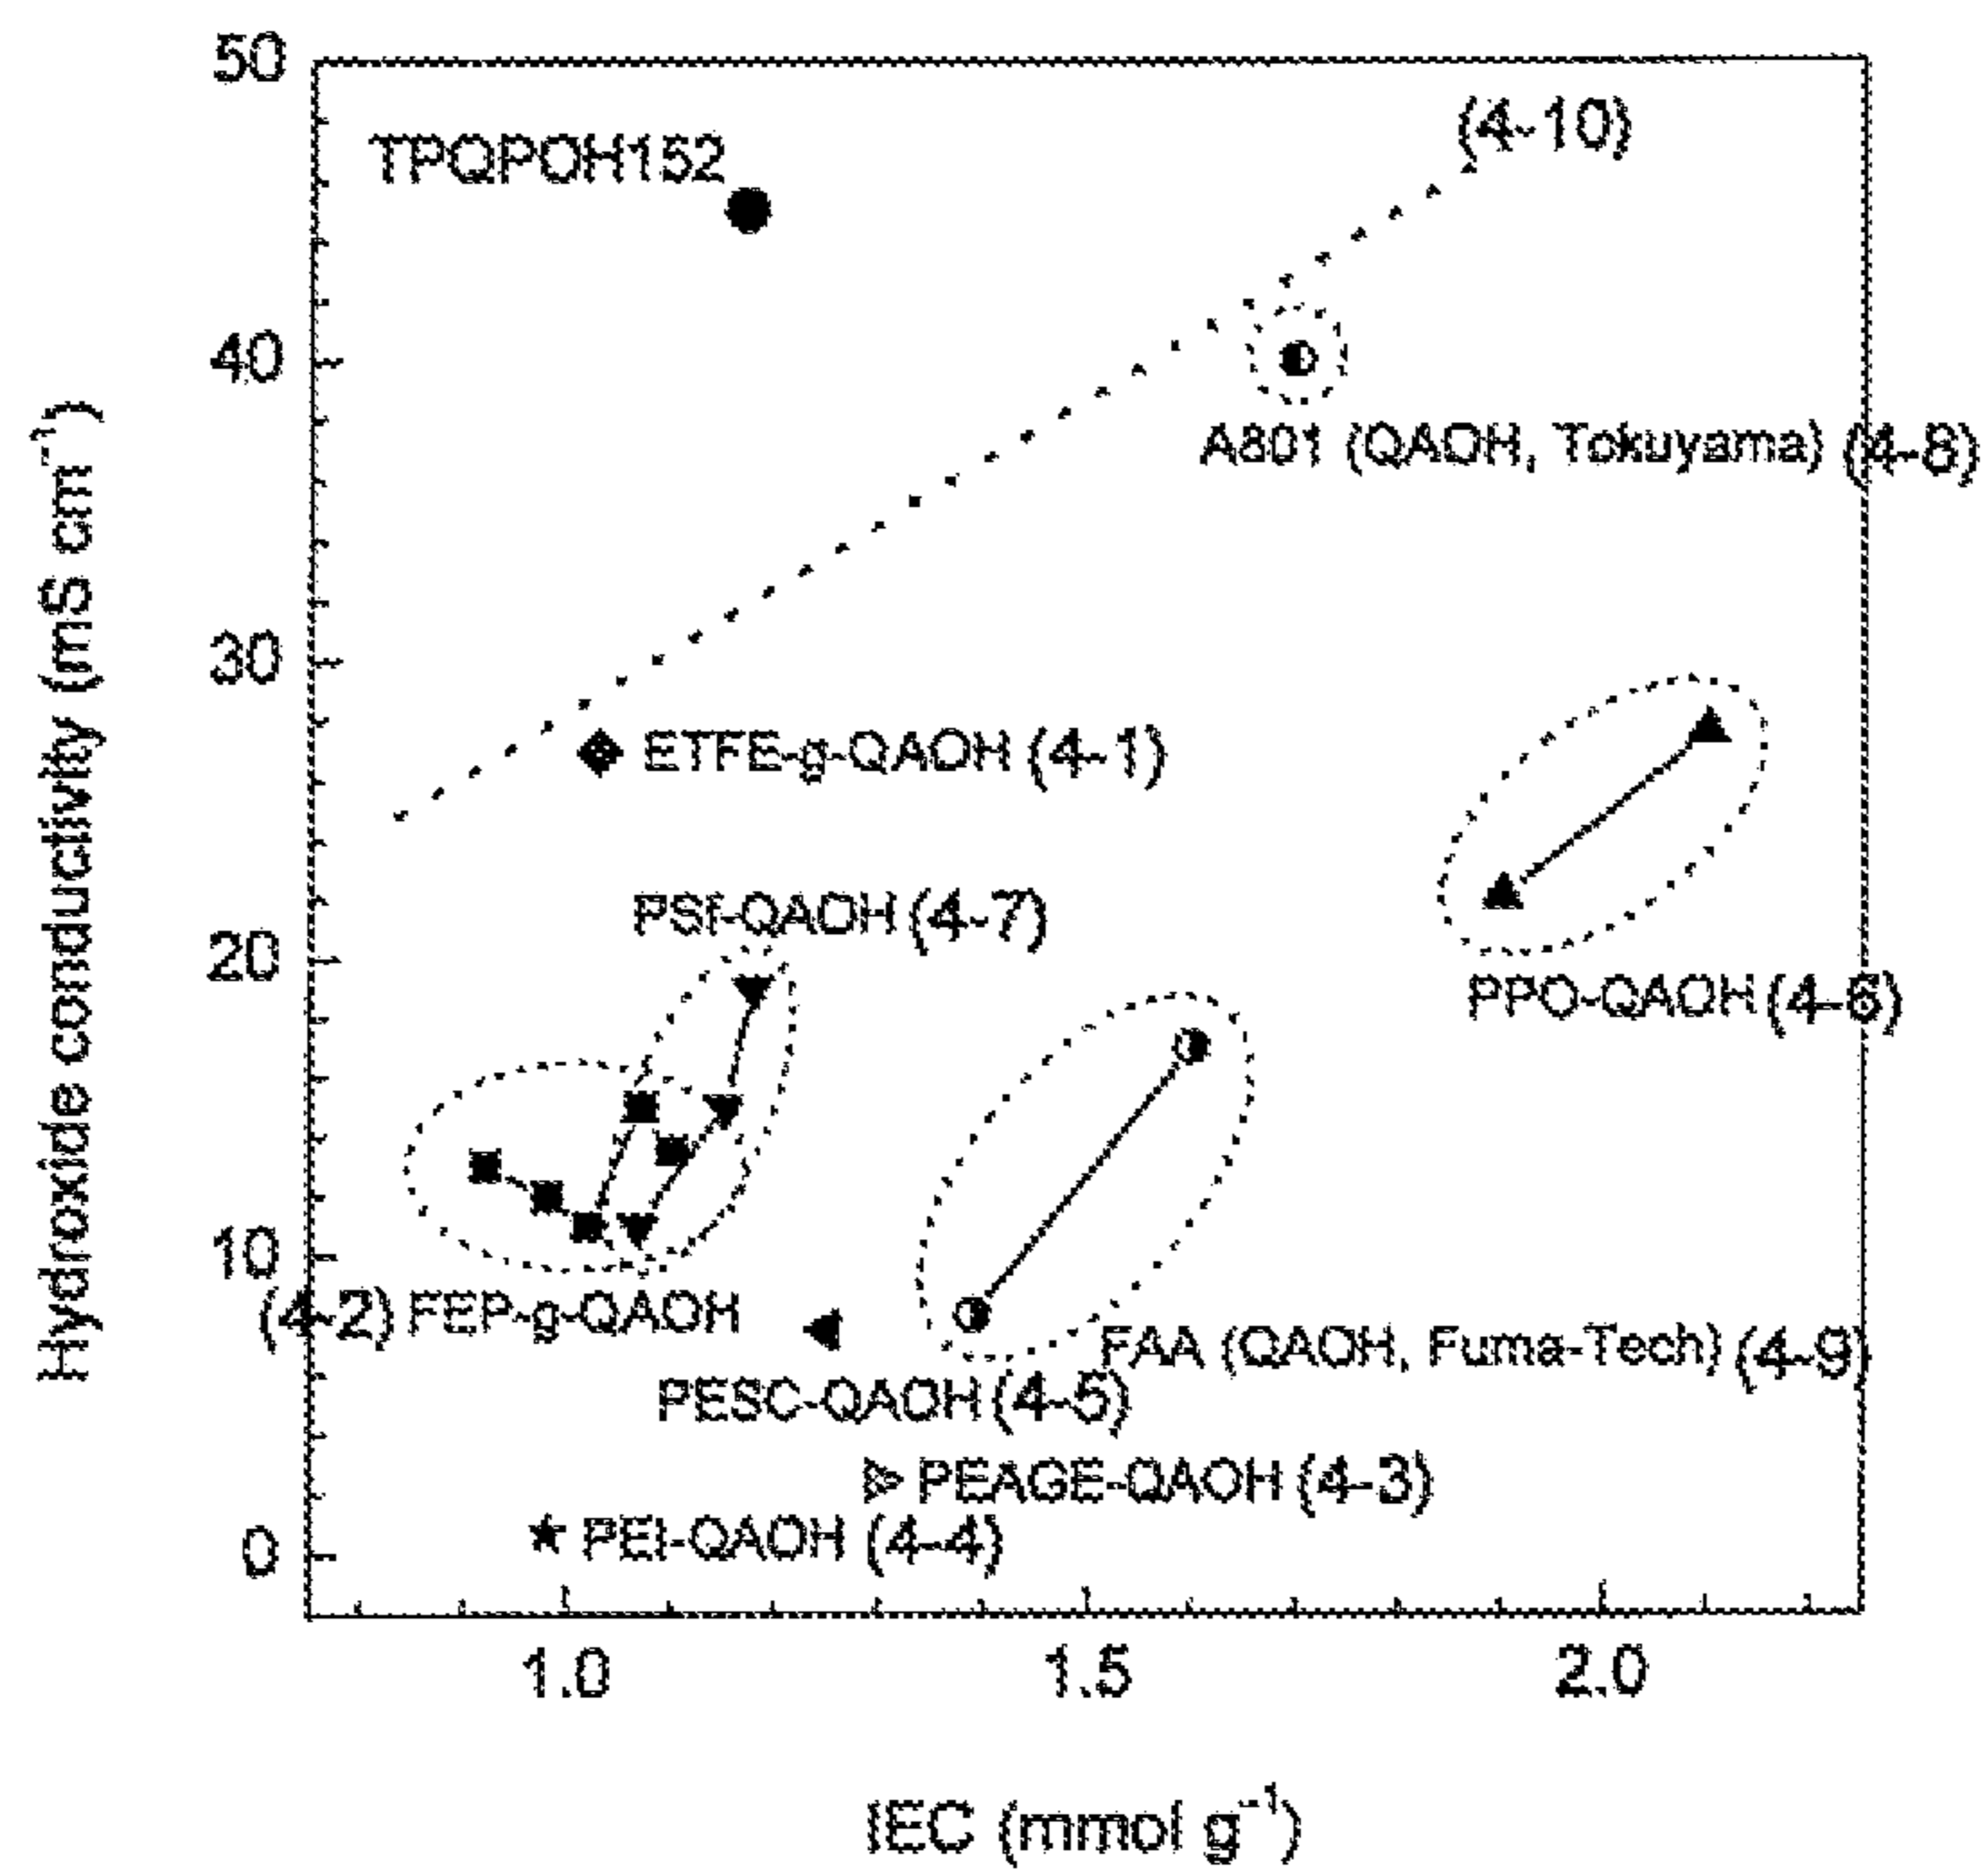 50
(4-10)
TPQPOH152
40
A801 (QAOH, Tokuyama) (4-8)
30
ETFE-g-QAOH (4-1)
PSf-QAOH (4-7)
20
PPO-QAOH (4-6)
10
(4-2) FEP-g-QAOH
FAA (QAOH, Fuma-Tech) (4-9)
PESC-QAOH (4-5)
PEAGE-QAOH (4-3)
0
PEI-QAOH (4-4)
1.0 1.5 2.0
IEC (mmol g⁻¹)
Hydroxide conductivity (mS cm⁻¹)